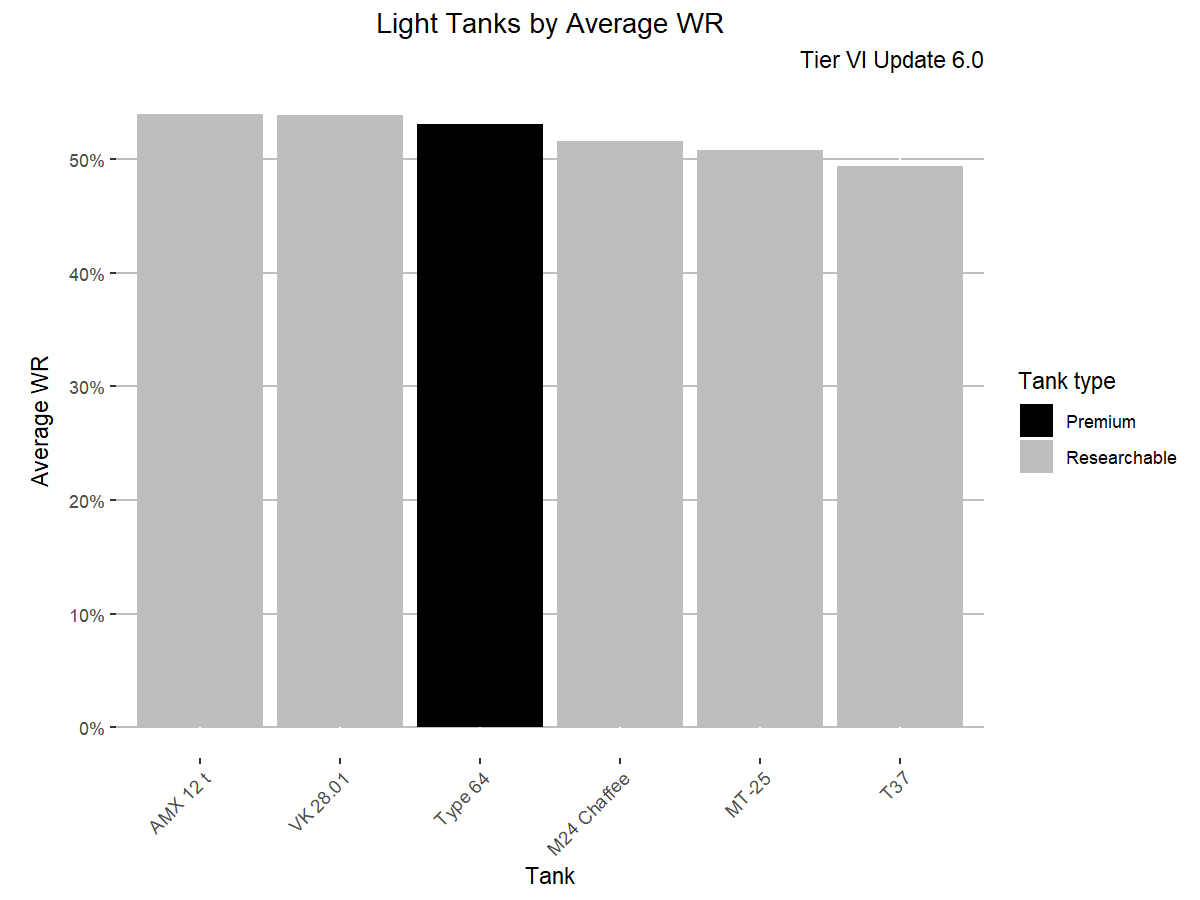 Light Tanks by Average WR
Tier VI Update 6.0
50%
40%
30%
20%
10%
0%
Average WR
AMX 12 t
VK 28.01
Type 64
M24 Chaffee
MT-25
T37
Tank
Tank type
Premium
Researchable